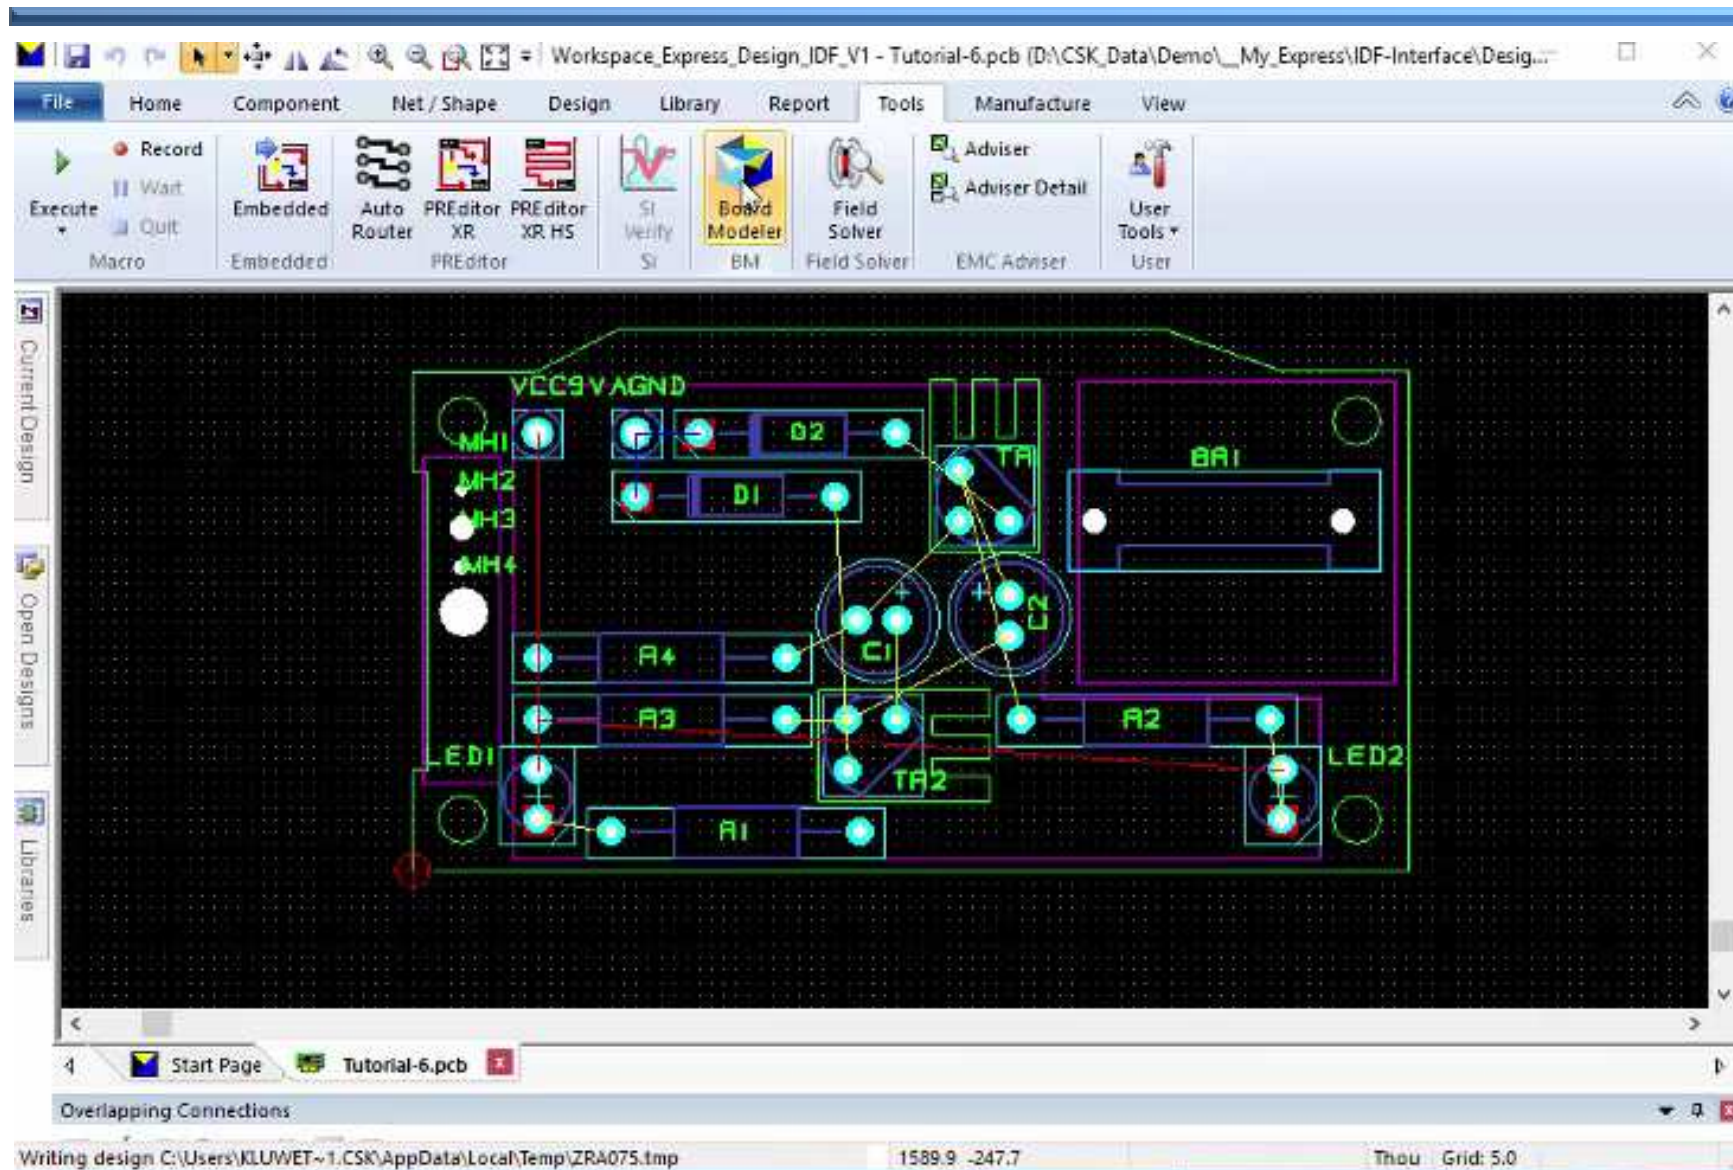 Workspace_Express_Design_IDF_V1 - Tutorial-6.pcb (D:\CSK_Data\Demo\__My_Express\IDF-Interface\Desig...
File Home Component Net / Shape Design Library Report Tools Manufacture View
Execute
Record
Wait
Quit
Macro
Embedded
Embedded
Auto Router
PREditor XR
PREditor XR HS
PREditor
SI Verify
SI
Board Modeler
BM
Field Solver
Field Solver
Adviser
Adviser Detail
EMC Adviser
User Tools
User
Current Design
Open Designs
Libraries
VCC9V AGND
MH1
D2
TR1
BA1
MH2
D1
MH3
MH4
C2
C1
R4
R3
R2
LED1
LED2
TR2
R1
Start Page
Tutorial-6.pcb
Overlapping Connections
Writing design C:\Users\KLUWET~1.CSK\AppData\Local\Temp\ZRA075.tmp 1589.9 -247.7 Thou Grid: 5.0